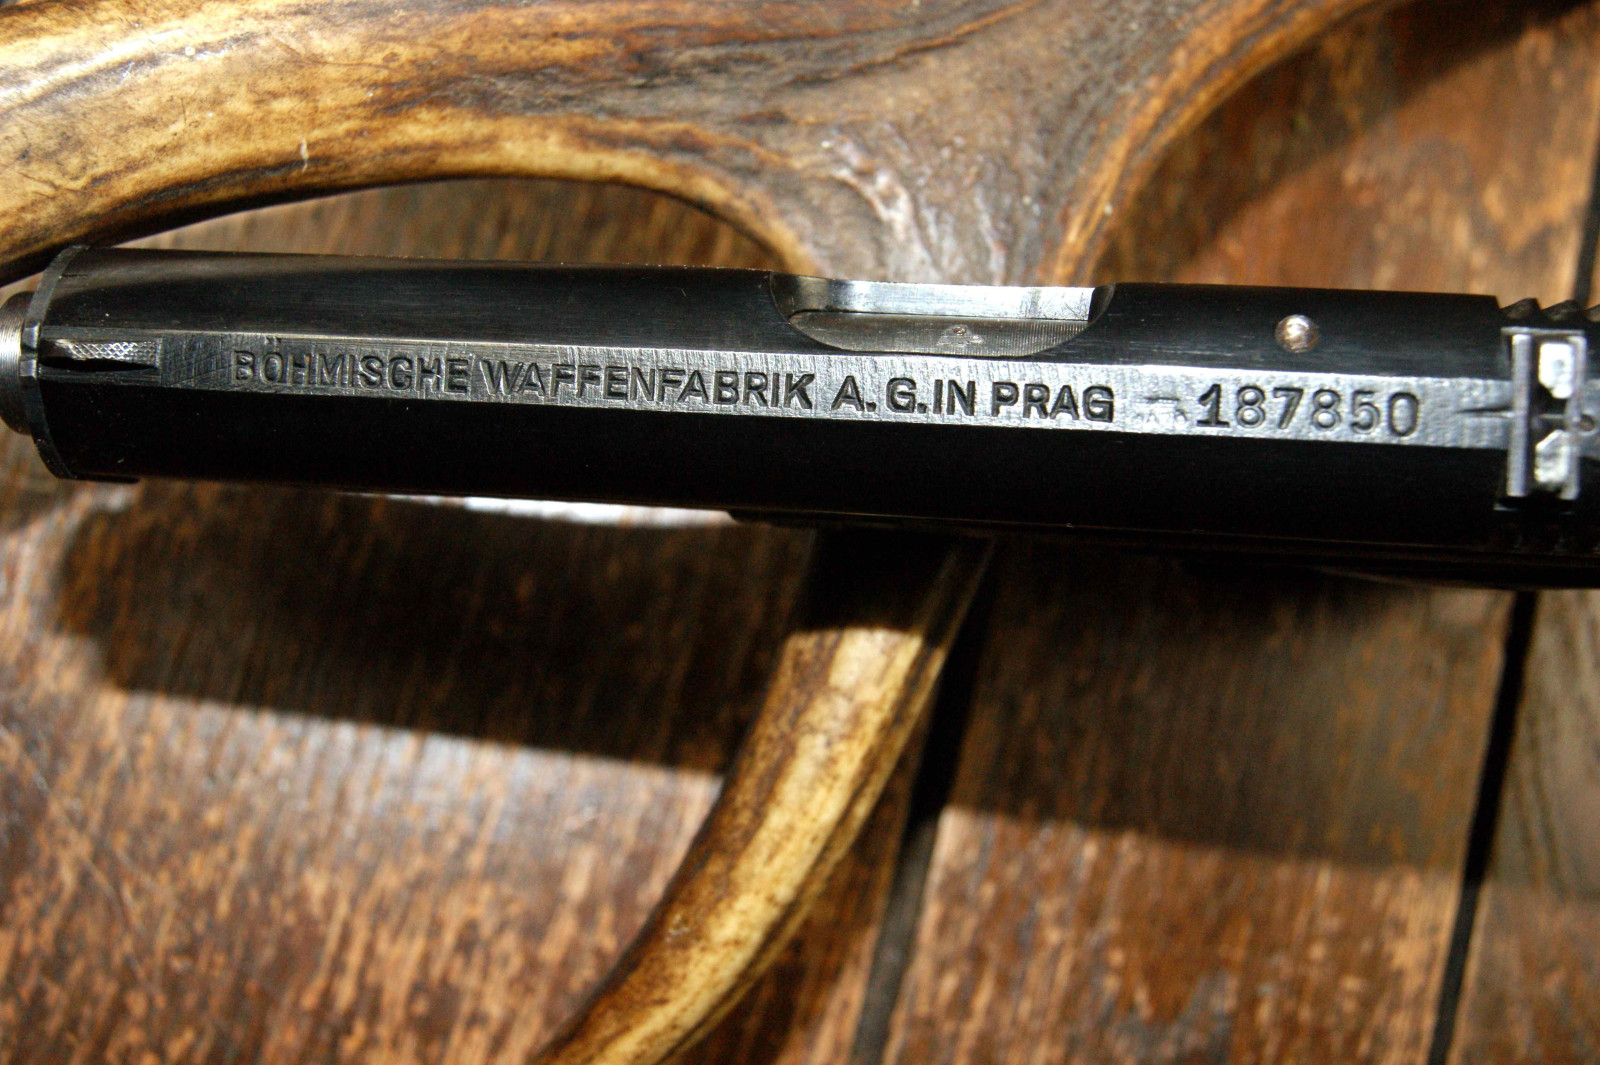 BÖHMISCHE WAFFENFABRIK A. G. IN PRAG 187850